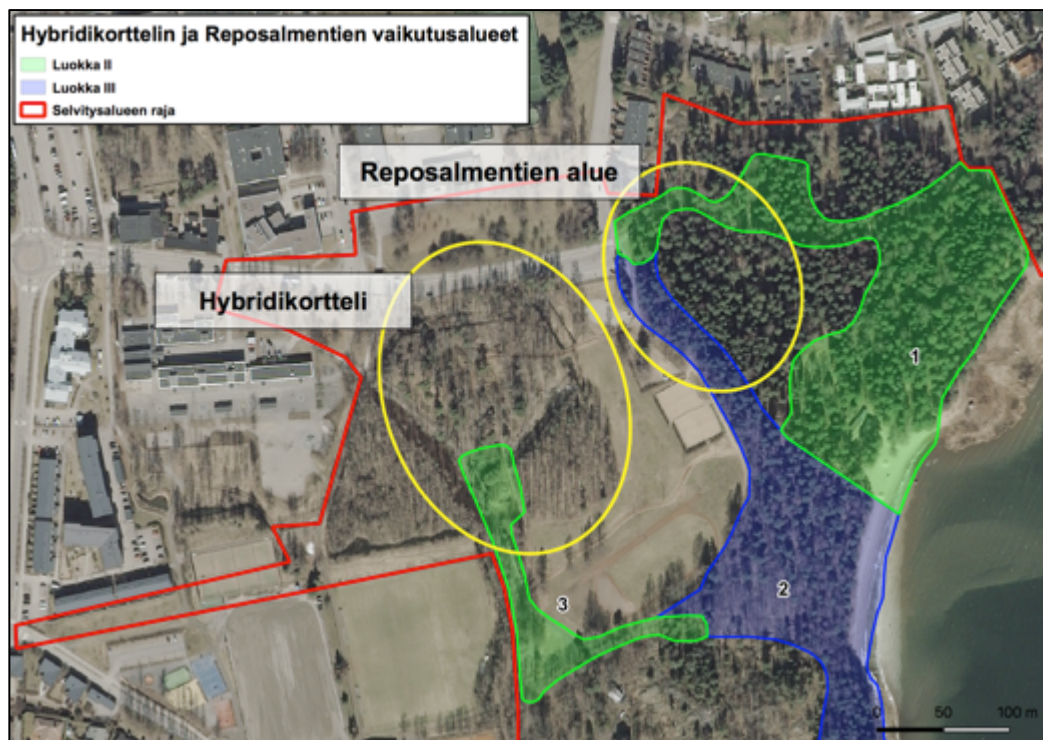 Hybridikorttelin ja Reposalmentien vaikutusalueet
Luokka II
Luokka III
Selvitysalueen raja
Reposalmentien alue
Hybridikortteli
1
2
3
0 50 100 m